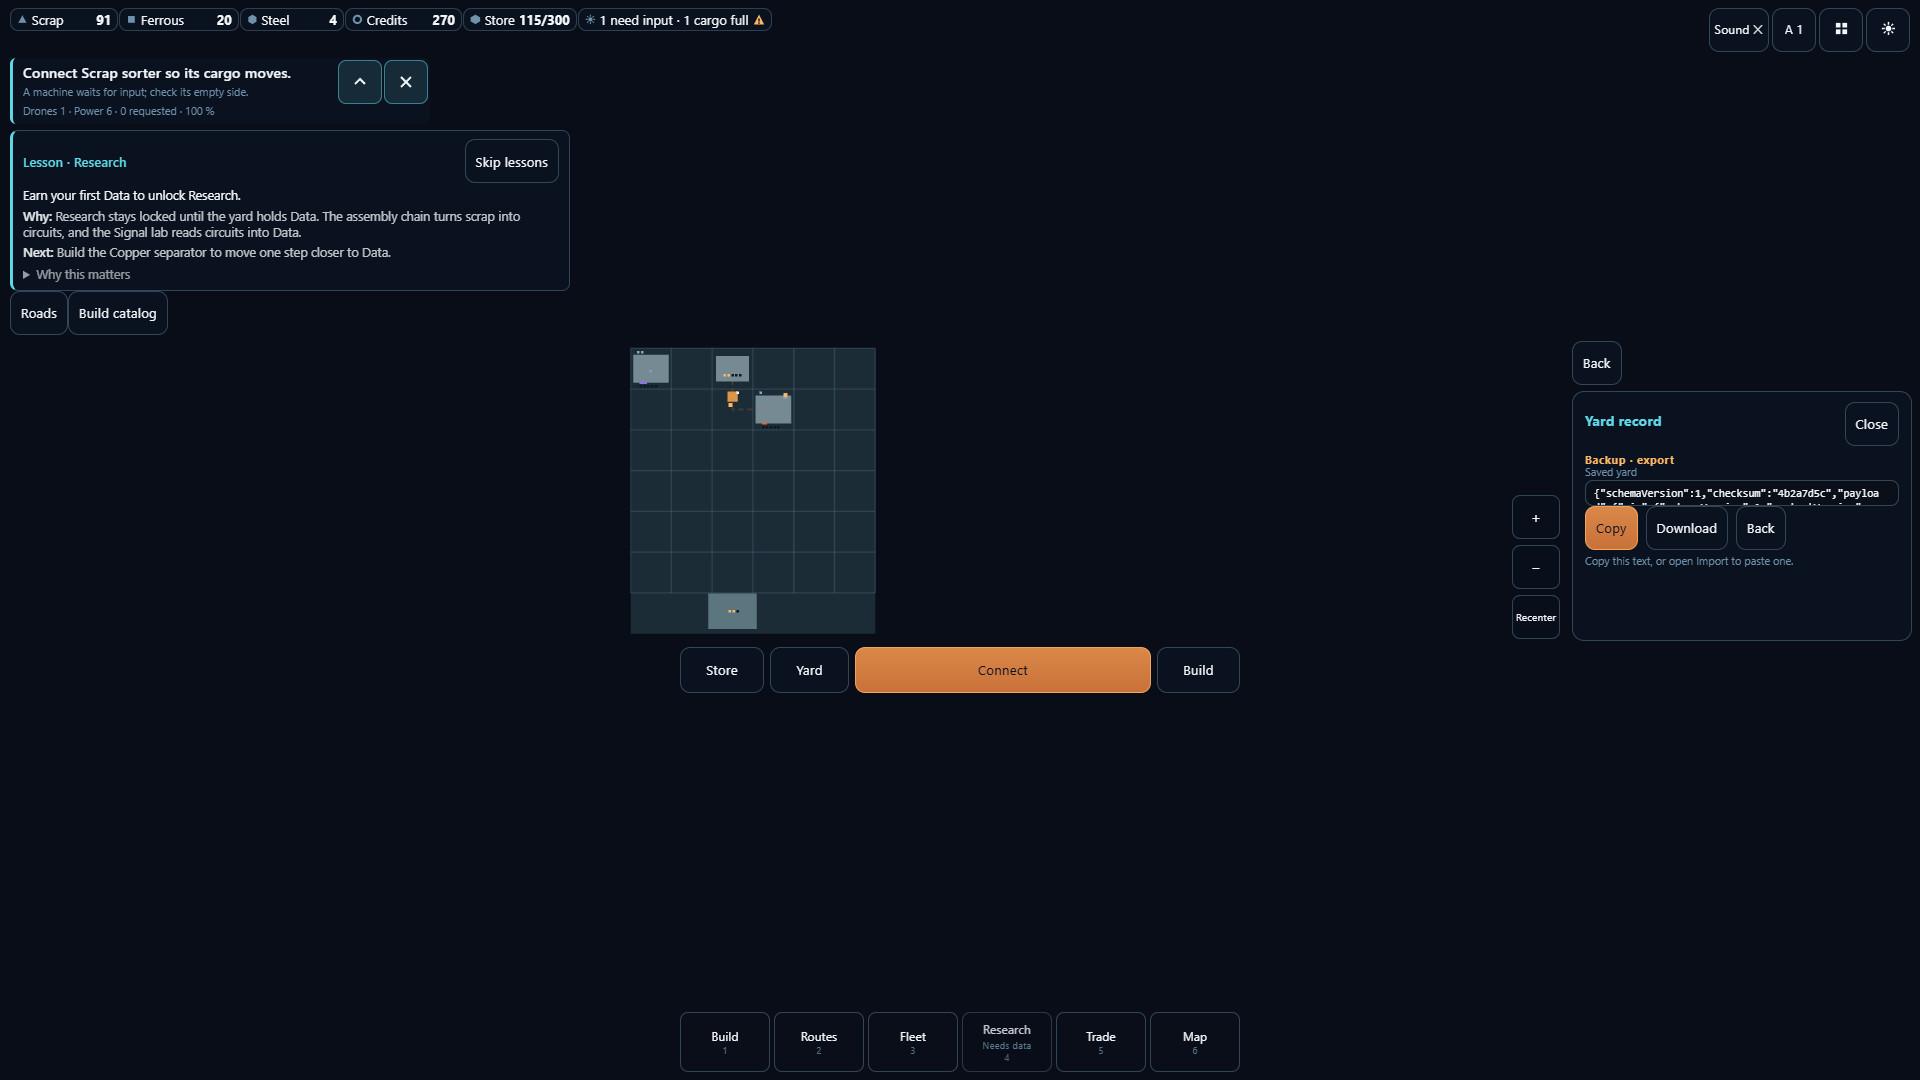 Scrap 91
Ferrous 20
Steel 4
Credits 270
Store 115/300
1 need input · 1 cargo full
Sound
A 1
Connect Scrap sorter so its cargo moves.
A machine waits for input; check its empty side.
Drones 1 · Power 6 · 0 requested · 100 %
Lesson · Research
Skip lessons
Earn your first Data to unlock Research.
Why: Research stays locked until the yard holds Data. The assembly chain turns scrap into
circuits, and the Signal lab reads circuits into Data.
Next: Build the Copper separator to move one step closer to Data.
Why this matters
Roads
Build catalog
Back
Yard record
Close
Backup · export
Saved yard
{"schemaVersion":1,"checksum":"4b2a7d5c","payloa
Copy
Download
Back
Copy this text, or open Import to paste one.
+
−
Recenter
Store
Yard
Connect
Build
Build
1
Routes
2
Fleet
3
Research
Needs data
4
Trade
5
Map
6